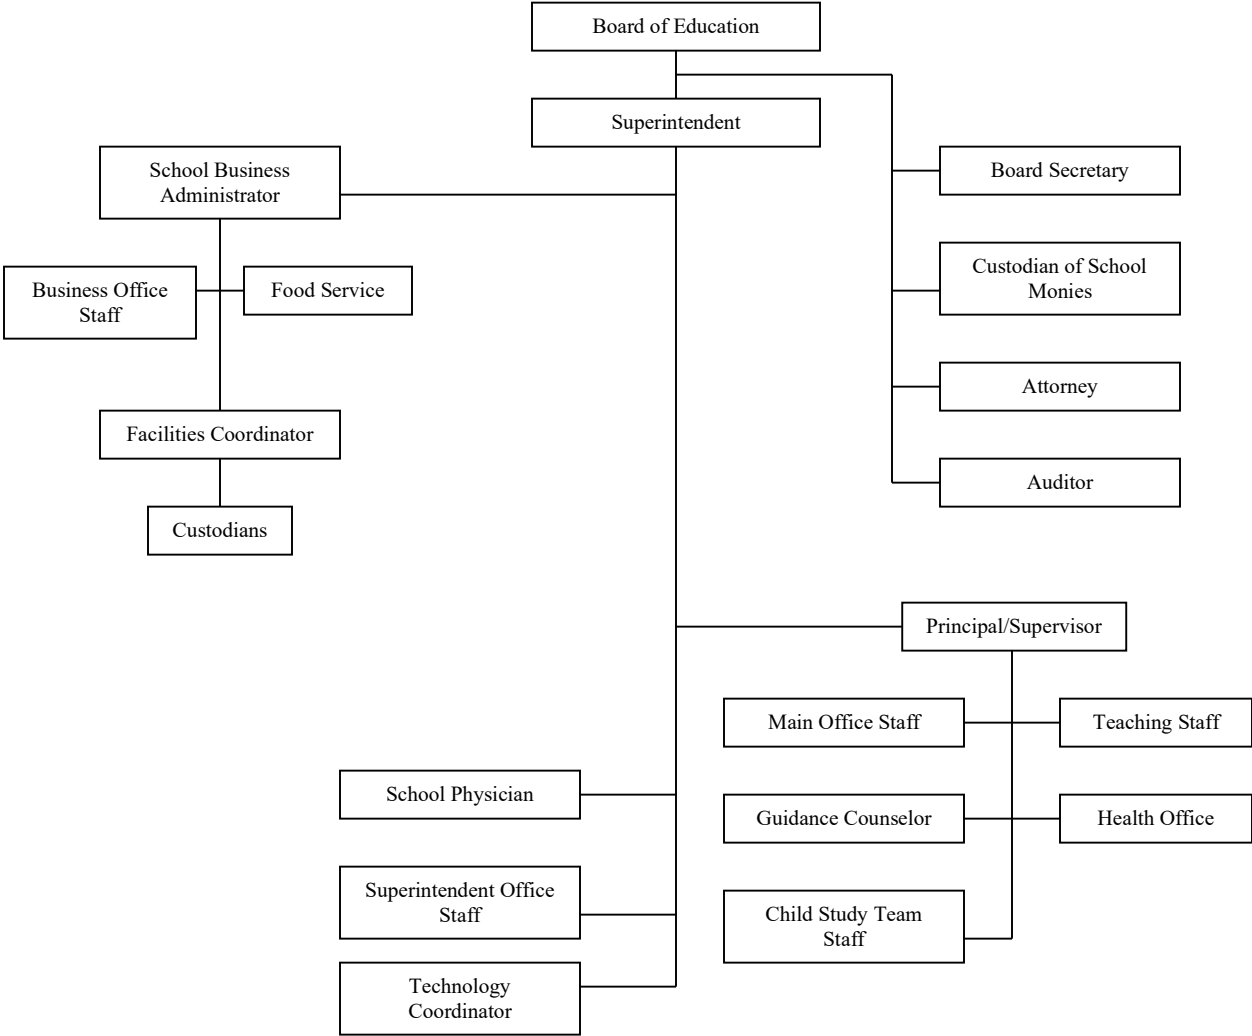 Board of Education
Superintendent
School Business
Administrator
Board Secretary
Business Office
Staff
Food Service
Custodian of School
Monies
Attorney
Facilities Coordinator
Auditor
Custodians
Principal/Supervisor
Main Office Staff
Teaching Staff
School Physician
Guidance Counselor
Health Office
Superintendent Office
Staff
Child Study Team
Staff
Technology
Coordinator